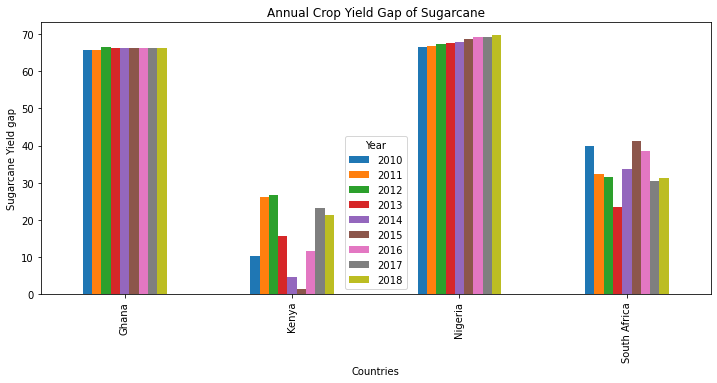 Annual Crop Yield Gap of Sugarcane
Sugarcane Yield gap
70
60
50
40
30
20
10
0
Year
2010
2011
2012
2013
2014
2015
2016
2017
2018
Ghana
Kenya
Nigeria
South Africa
Countries